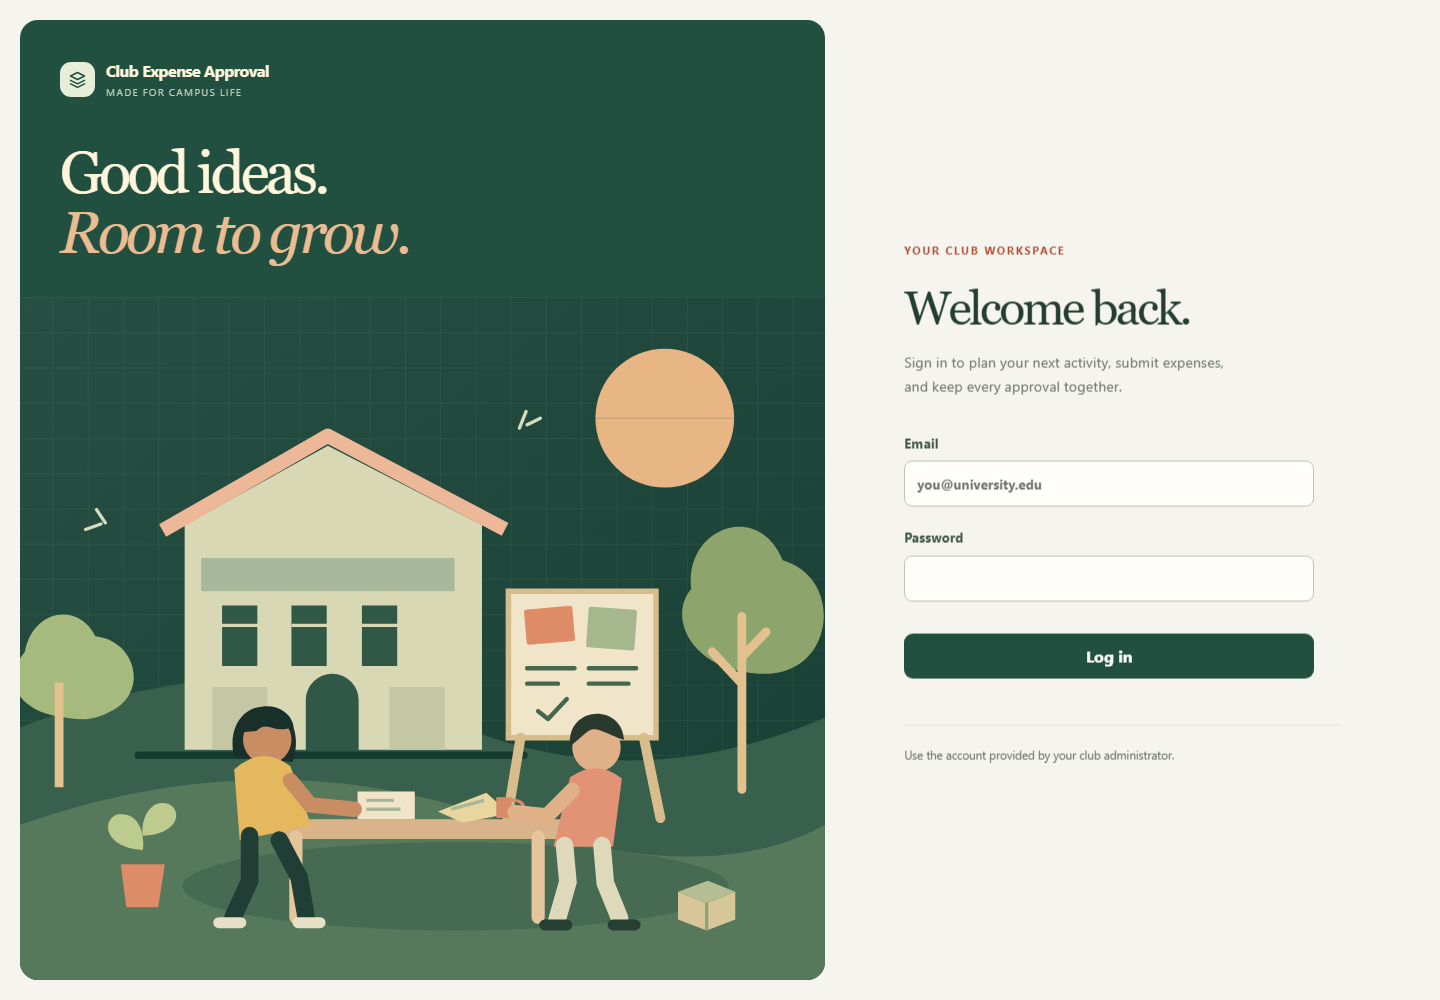 Club Expense Approval
MADE FOR CAMPUS LIFE
Good ideas.
Room to grow.
YOUR CLUB WORKSPACE
Welcome back.
Sign in to plan your next activity, submit expenses,
and keep every approval together.
Email
you@university.edu
Password
Log in
Use the account provided by your club administrator.